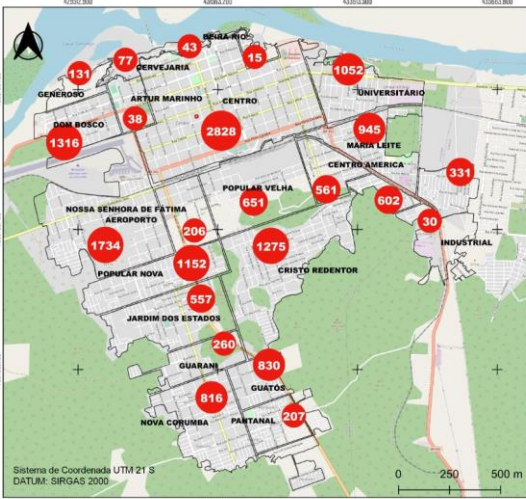 BEIRA-RIO
43
15
77
CERVEJARIA
131
1052
GENEROSO
ARTUR MARINHO
UNIVERSITÁRIO
CENTRO
38
DOM BOSCO
2828
945
1316
MARIA LEITE
CENTRO AMERICA
331
POPULAR VELHA
561
651
602
NOSSA SENHORA DE FÁTIMA
AEROPORTO
206
30
1734
1275
INDUSTRIAL
1152
CRISTO REDENTOR
POPULAR NOVA
557
JARDIM DOS ESTADOS
260
GUARANI
830
GUATÓS
816
207
NOVA CORUMBA
PANTANAL
Sistema de Coordenada UTM 21 S
DATUM: SIRGAS 2000
0 250 500 m